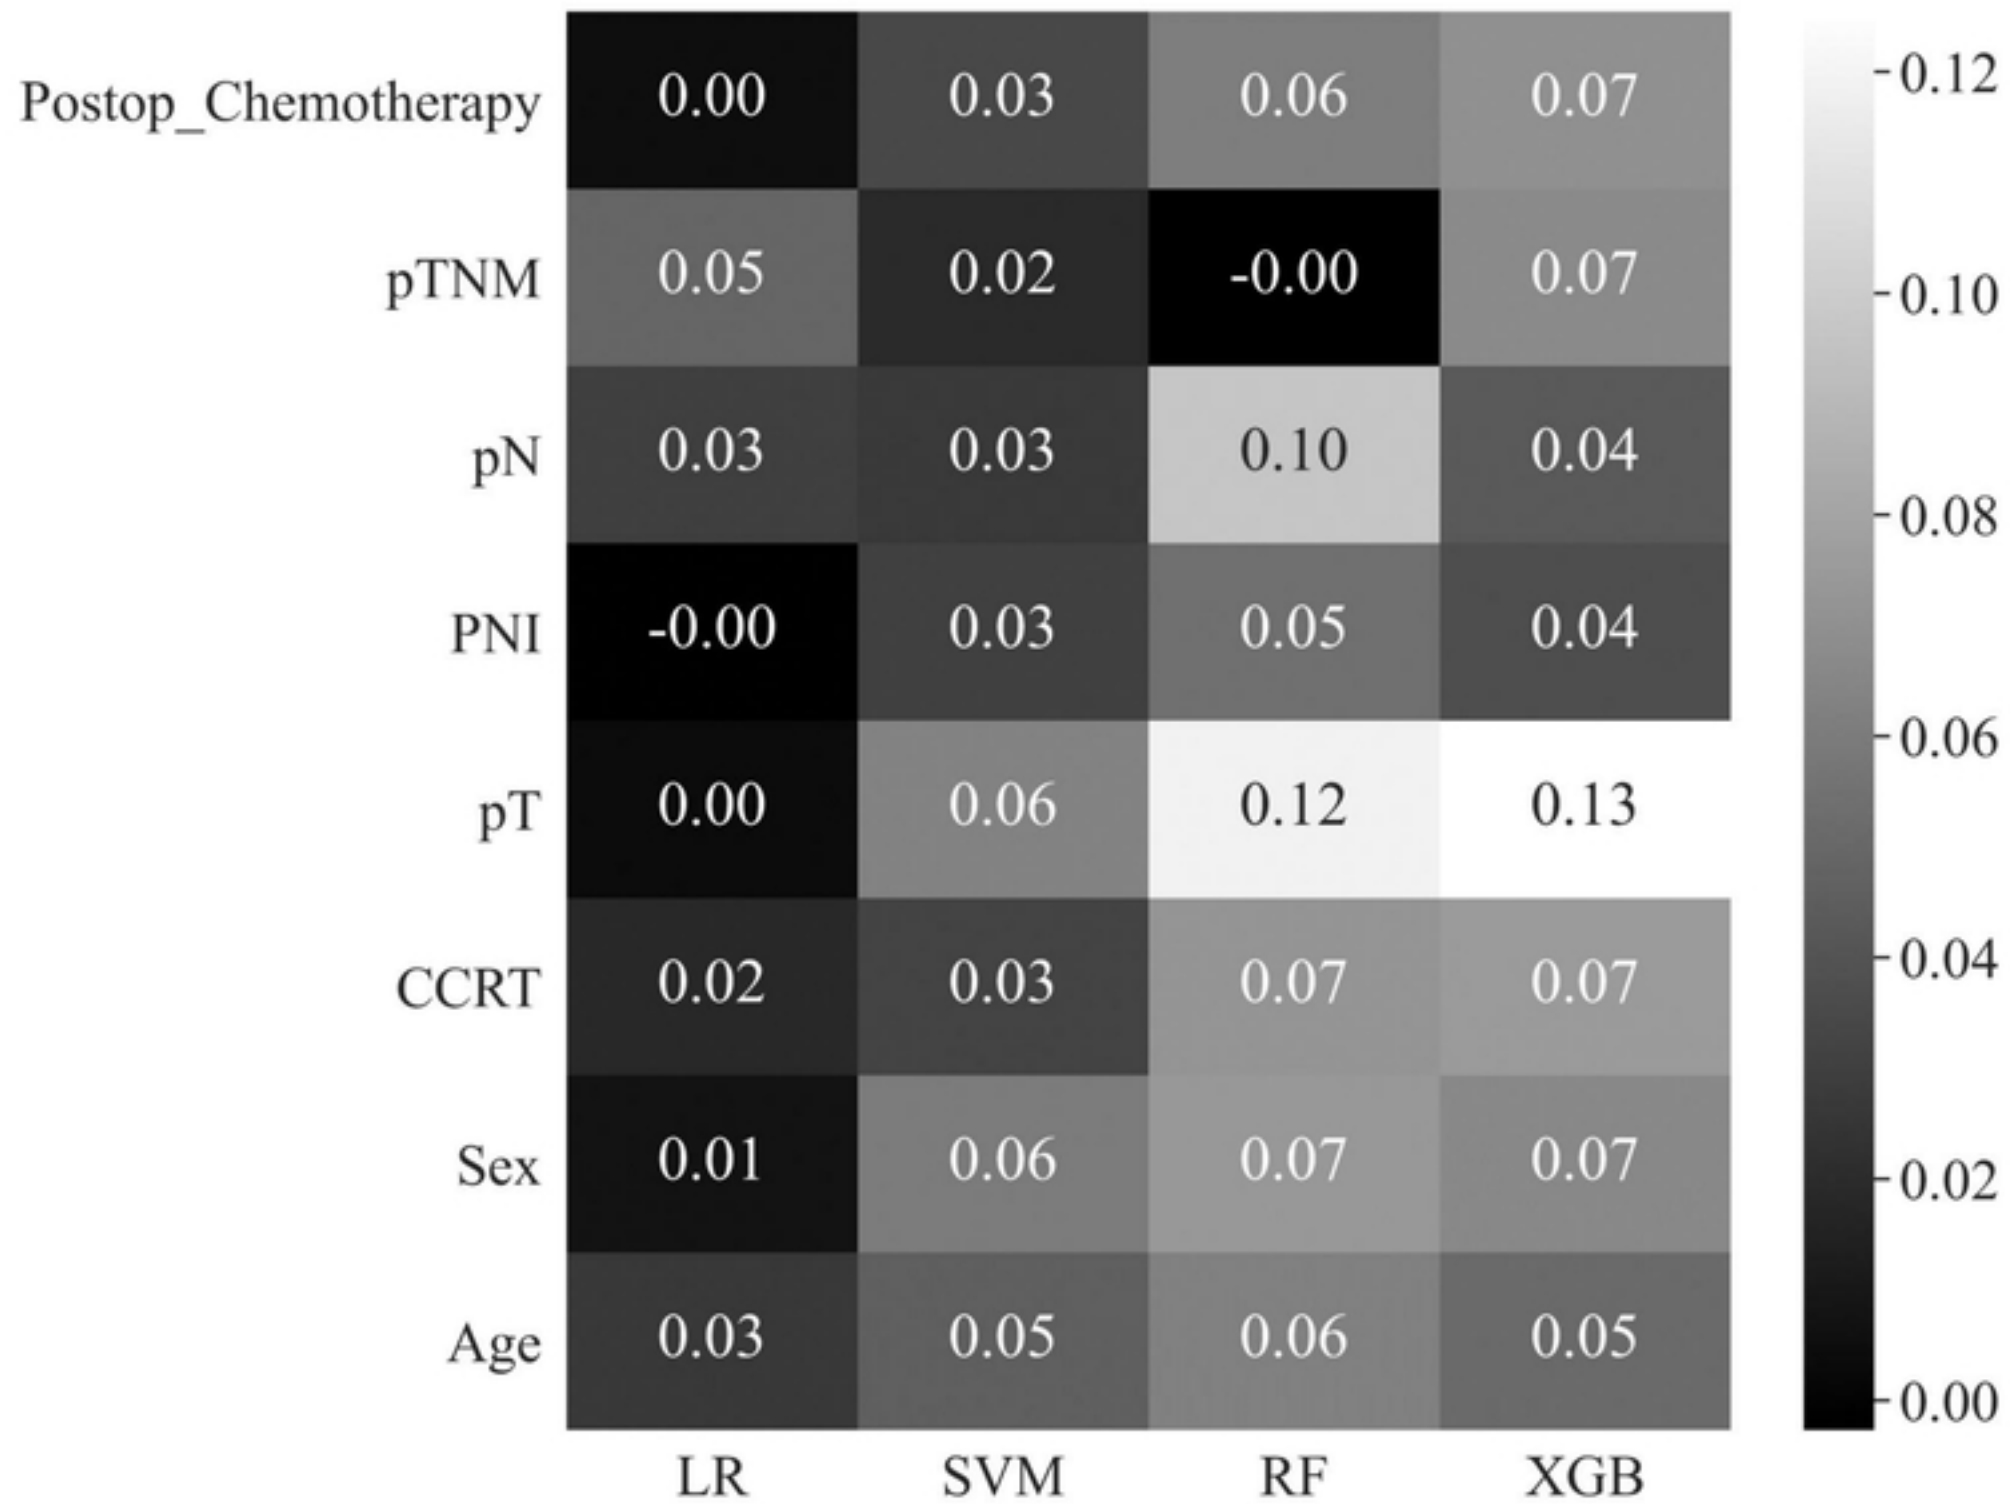 Postop_Chemotherapy 0.00 0.03 0.06 0.07
pTNM 0.05 0.02 -0.00 0.07
pN 0.03 0.03 0.10 0.04
PNI -0.00 0.03 0.05 0.04
pT 0.00 0.06 0.12 0.13
CCRT 0.02 0.03 0.07 0.07
Sex 0.01 0.06 0.07 0.07
Age 0.03 0.05 0.06 0.05
LR SVM RF XGB
0.12
0.10
0.08
0.06
0.04
0.02
0.00